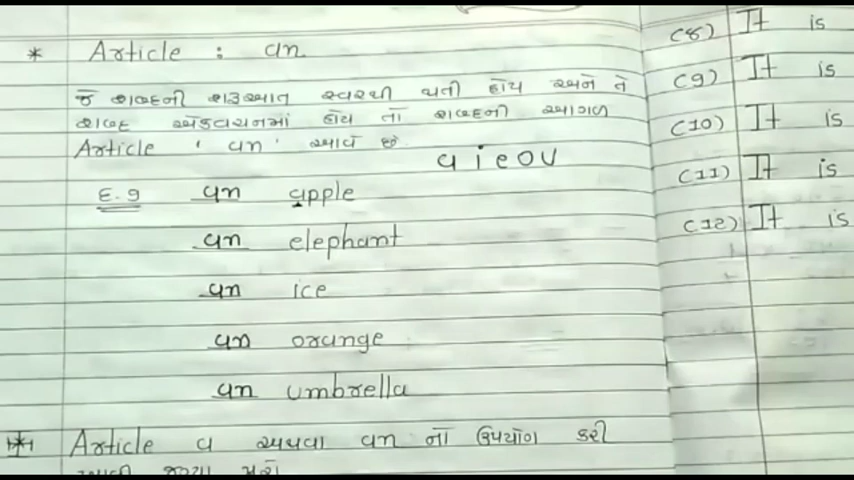 * Article : an
જે શબ્દની શરૂઆત સ્વરથી થતી હોય અને તે
શબ્દ એકવચનમાં હોય તો શબ્દની આગળ
Article 'an' આવે છે.
a i e o u
E.g an apple
an elephant
an ice
an orange
an umbrella
* Article a અથવા an નો ઉપયોગ કરી
ખાલી જગ્યા પૂરો
(8) It is
(9) It is
(10) It is
(11) It is
(12) It is